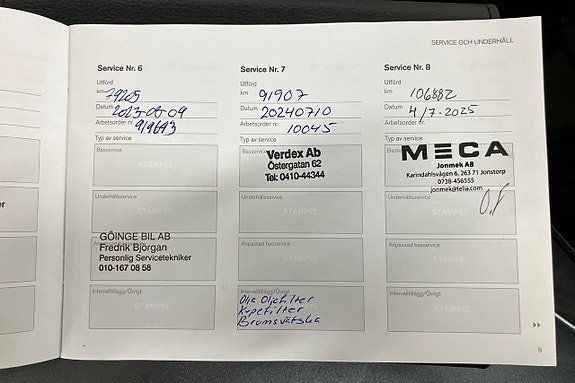 SERVICE OCH UNDERHÅLL
Service Nr. 6
Utförd
km 79205
Datum 2023-08-09
Arbetsorder nr. 919643
Typ av service
Basservice
STÄMPEL
Underhållsservice
STÄMPEL
GÖINGE BIL AB
Fredrik Björgan
Personlig Servicetekniker
010-167 08 58
Intervalltillägg/Övrigt
STÄMPEL
Service Nr. 7
Utförd
km 91907
Datum 20240710
Arbetsorder nr. 10045
Typ av service
Basservice
Verdex Ab
Östergatan 62
Tel: 0410-44344
Underhållsservice
STÄMPEL
Anpassad basservice
STÄMPEL
Intervalltillägg/Övrigt
Olja Oljefilter
Kupefilter
Bromsvätska
Service Nr. 8
Utförd
km 106882
Datum 4/7-2025
Arbetsorder nr.
Typ av service
MECA
Jonmek AB
Karindahlsvägen 6, 263 71 Jonstorp
0738-456555
jonmek@telia.com
Underhållsservice
STÄMPEL
Anpassad basservice
STÄMPEL
Intervalltillägg/Övrigt
STÄMPEL
9